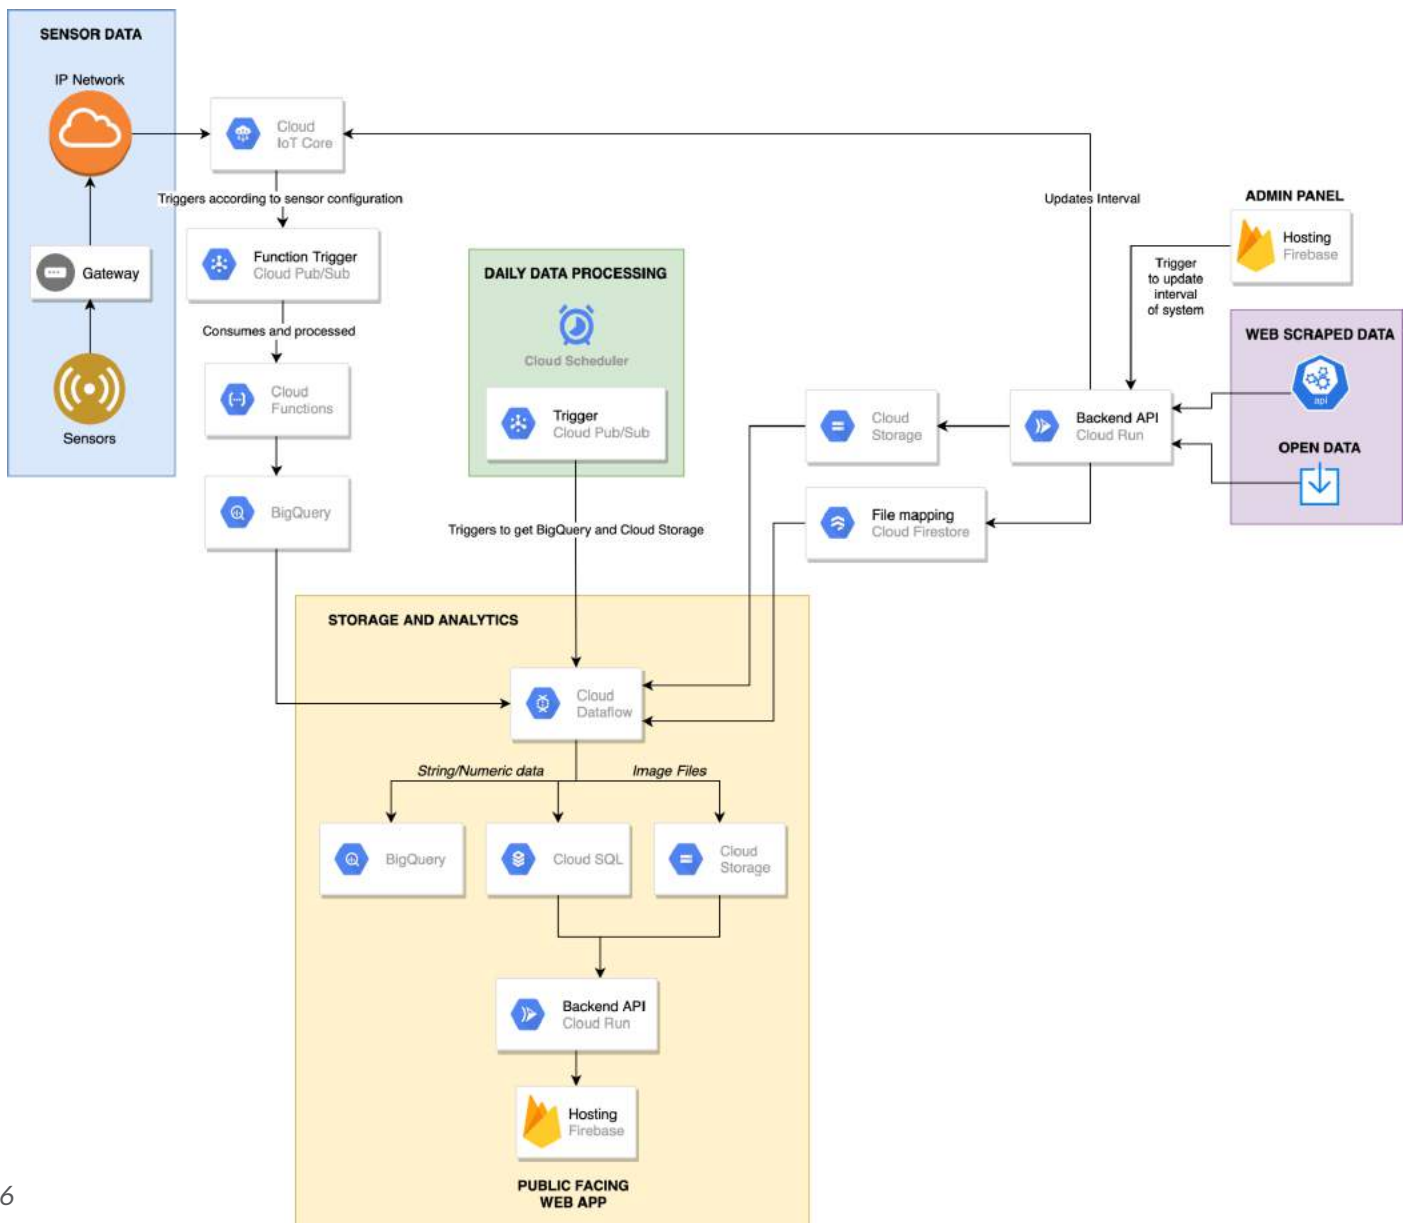 SENSOR DATA
IP Network
Cloud
IoT Core
Triggers according to sensor configuration
Updates Interval
ADMIN PANEL
Hosting
Firebase
Function Trigger
Cloud Pub/Sub
Gateway
DAILY DATA PROCESSING
Trigger
to update
interval
of system
Consumes and processed
Cloud Scheduler
WEB SCRAPED DATA
api
Cloud
Functions
Sensors
Trigger
Cloud Pub/Sub
Cloud
Storage
Backend API
Cloud Run
OPEN DATA
BigQuery
Triggers to get BigQuery and Cloud Storage
File mapping
Cloud Firestore
STORAGE AND ANALYTICS
Cloud
Dataflow
String/Numeric data
Image Files
BigQuery
Cloud SQL
Cloud
Storage
Backend API
Cloud Run
Hosting
Firebase
PUBLIC FACING
WEB APP
6